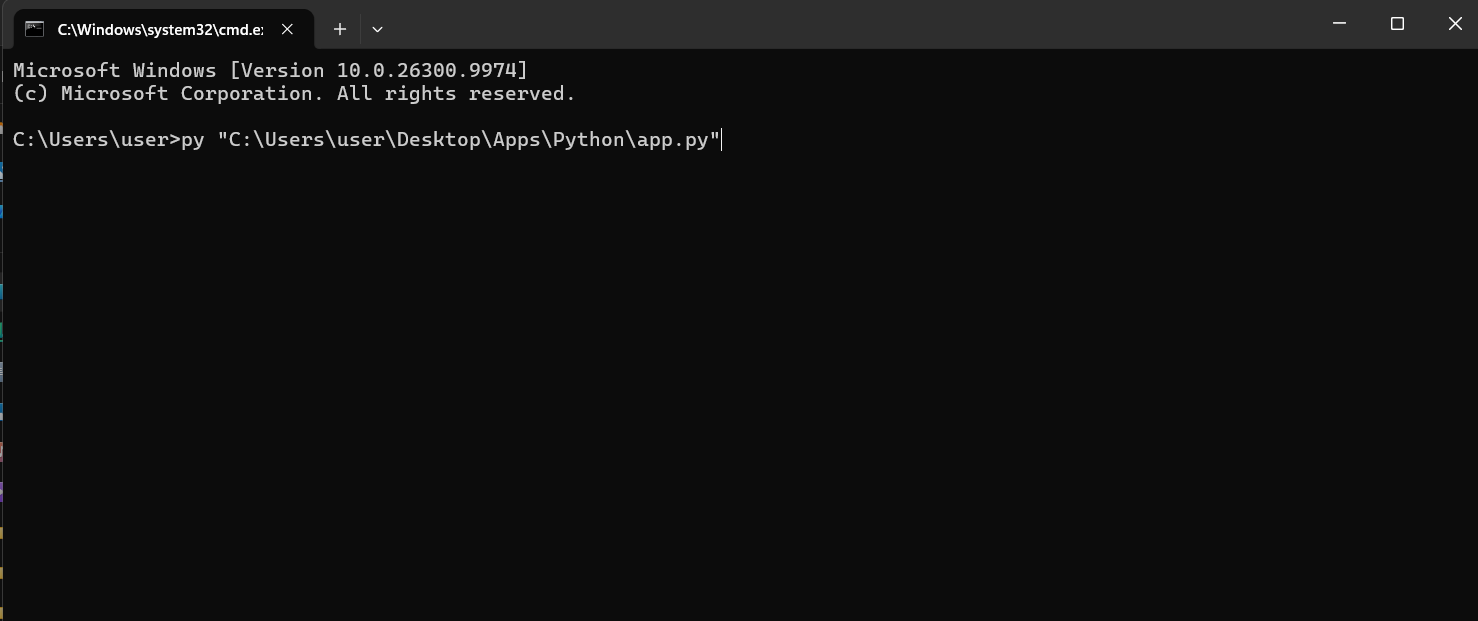 C:\Windows\system32\cmd.e
Microsoft Windows [Version 10.0.26300.9974]
(c) Microsoft Corporation. All rights reserved.
C:\Users\user>py "C:\Users\user\Desktop\Apps\Python\app.py"